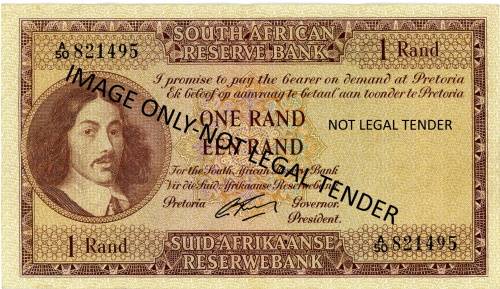 SOUTH AFRICAN
RESERVE BANK
A/50 821495
1 Rand
I promise to pay the bearer on demand at Pretoria
Ek beloof op aanvraag te betaal aan toonder te Pretoria
IMAGE ONLY-NOT LEGAL TENDER
ONE RAND
NOT LEGAL TENDER
EEN RAND
For the South African Reserve Bank
Vir die Suid-Afrikaanse Reserwebank
Pretoria
Governor.
President.
1 Rand
SUID-AFRIKAANSE
RESERWEBANK
A/50 821495